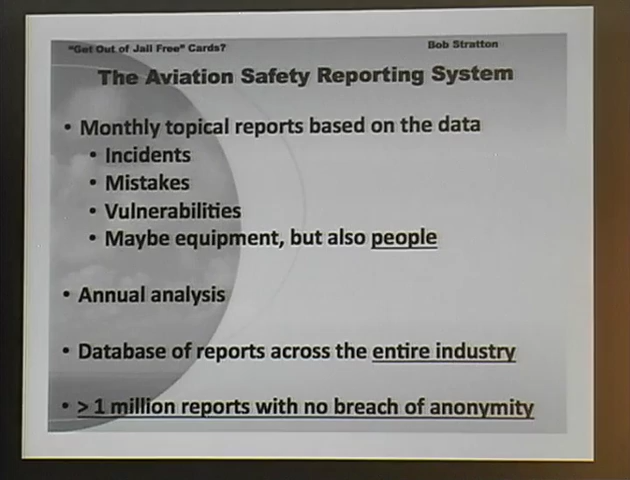 "Get Out of Jail Free" Cards?
Bob Stratton
The Aviation Safety Reporting System
• Monthly topical reports based on the data
• Incidents
• Mistakes
• Vulnerabilities
• Maybe equipment, but also people
• Annual analysis
• Database of reports across the entire industry
• > 1 million reports with no breach of anonymity